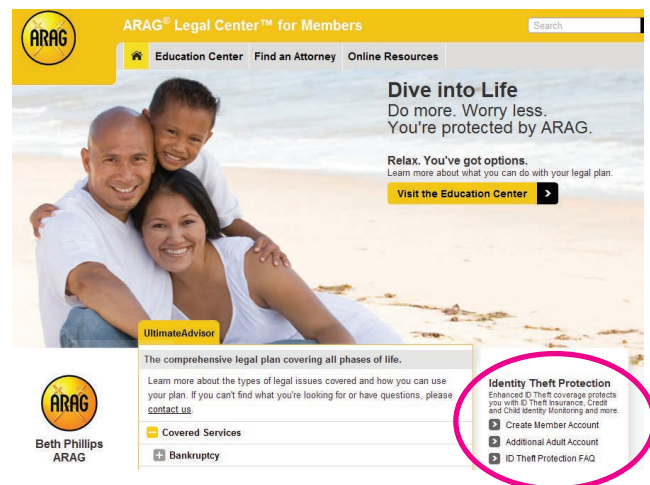 ARAG
ARAG® Legal Center™ for Members
Search
Education Center Find an Attorney Online Resources
Dive into Life
Do more. Worry less.
You're protected by ARAG.
Relax. You've got options.
Learn more about what you can do with your legal plan.
Visit the Education Center
UltimateAdvisor
The comprehensive legal plan covering all phases of life.
Learn more about the types of legal issues covered and how you can use
your plan. If you can't find what you're looking for or have questions, please
contact us.
Covered Services
Bankruptcy
ARAG
Beth Phillips
ARAG
Identity Theft Protection
Enhanced ID Theft coverage protects
you with ID Theft Insurance, Credit
and Child Identity Monitoring and more.
Create Member Account
Additional Adult Account
ID Theft Protection FAQ